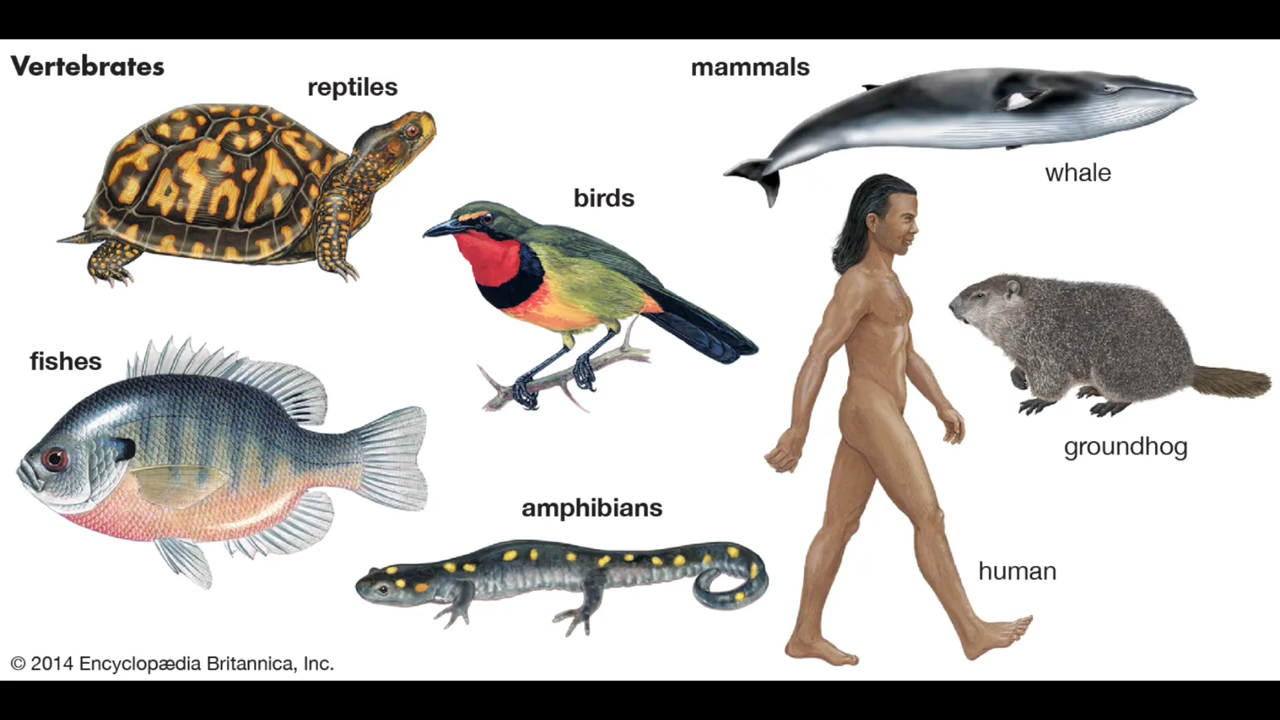 Vertebrates
reptiles
mammals
whale
birds
fishes
groundhog
amphibians
human
© 2014 Encyclopædia Britannica, Inc.